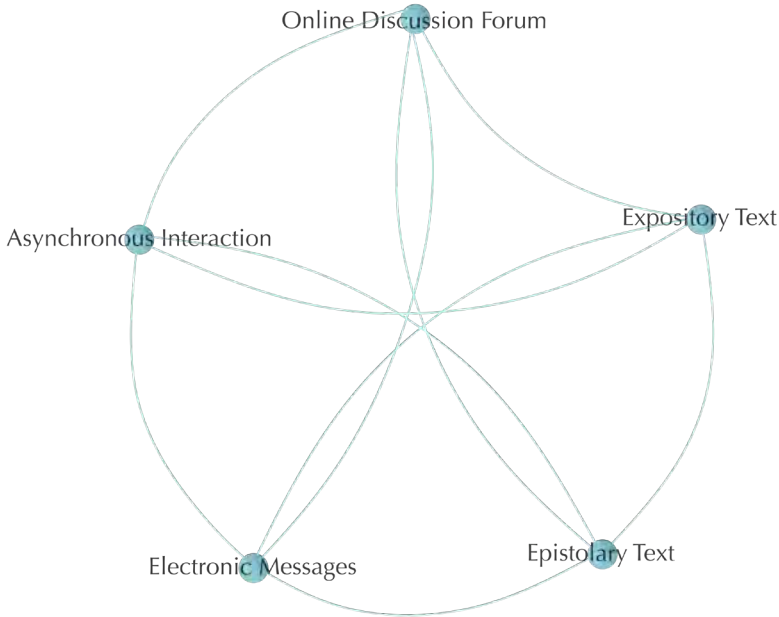 Online Discussion Forum
Expository Text
Asynchronous Interaction
Epistolary Text
Electronic Messages